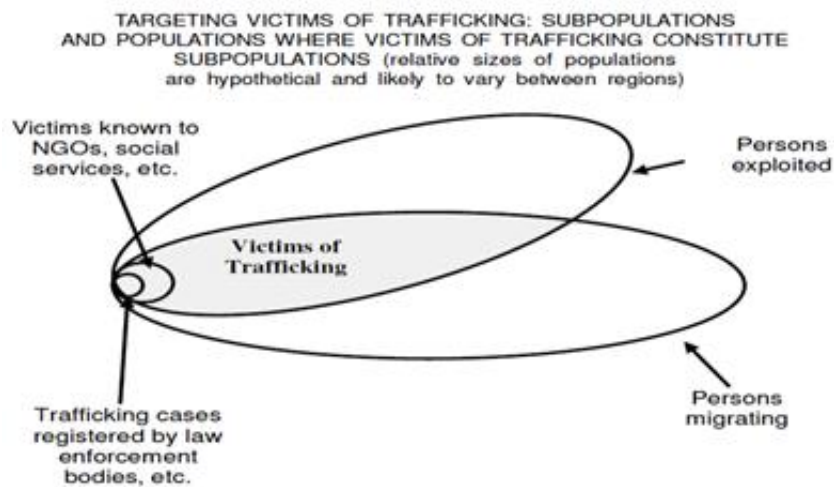 TARGETING VICTIMS OF TRAFFICKING: SUBPOPULATIONS
AND POPULATIONS WHERE VICTIMS OF TRAFFICKING CONSTITUTE
SUBPOPULATIONS (relative sizes of populations
are hypothetical and likely to vary between regions)
Victims known to
NGOs, social
services, etc.
Persons
exploited
Victims of
Trafficking
Trafficking cases
registered by law
enforcement
bodies, etc.
Persons
migrating